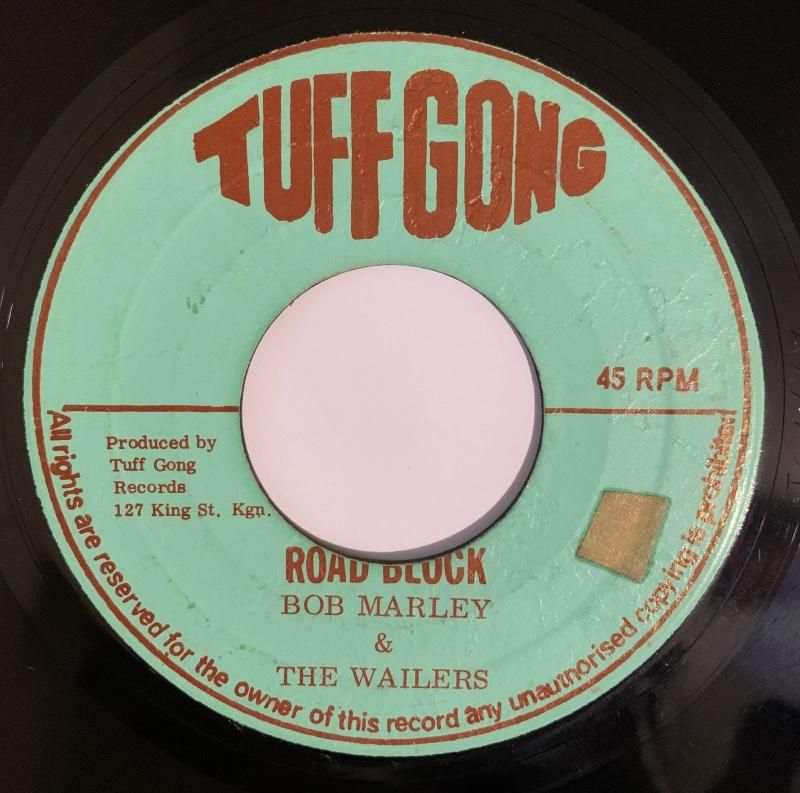 TUFF GONG
45 RPM
Produced by
Tuff Gong
Records
127 King St. Kgn.
ROAD BLOCK
BOB MARLEY
&
THE WAILERS
All rights are reserved for the owner of this record any unauthorised copying is prohibited